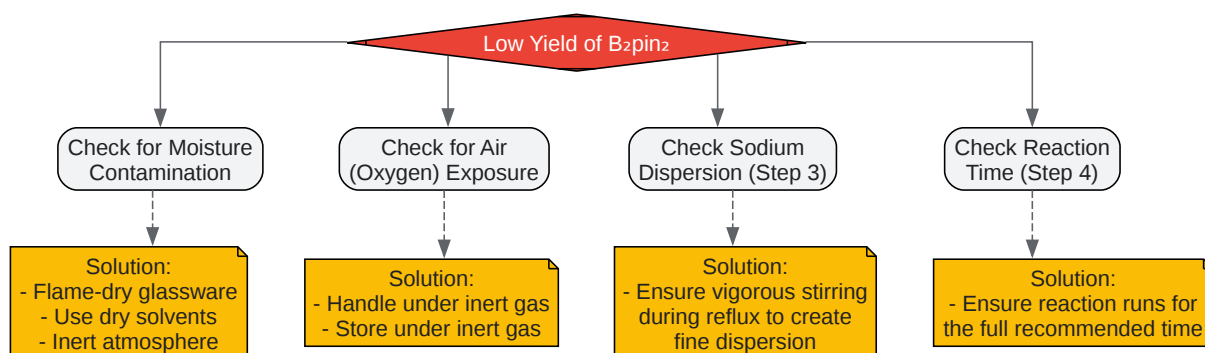 Low Yield of B₂pin₂
Check for Moisture
Contamination
Check for Air
(Oxygen) Exposure
Check Sodium
Dispersion (Step 3)
Check Reaction
Time (Step 4)
Solution:
- Flame-dry glassware
- Use dry solvents
- Inert atmosphere
Solution:
- Handle under inert gas
- Store under inert gas
Solution:
- Ensure vigorous stirring
during reflux to create
fine dispersion
Solution:
- Ensure reaction runs for
the full recommended time